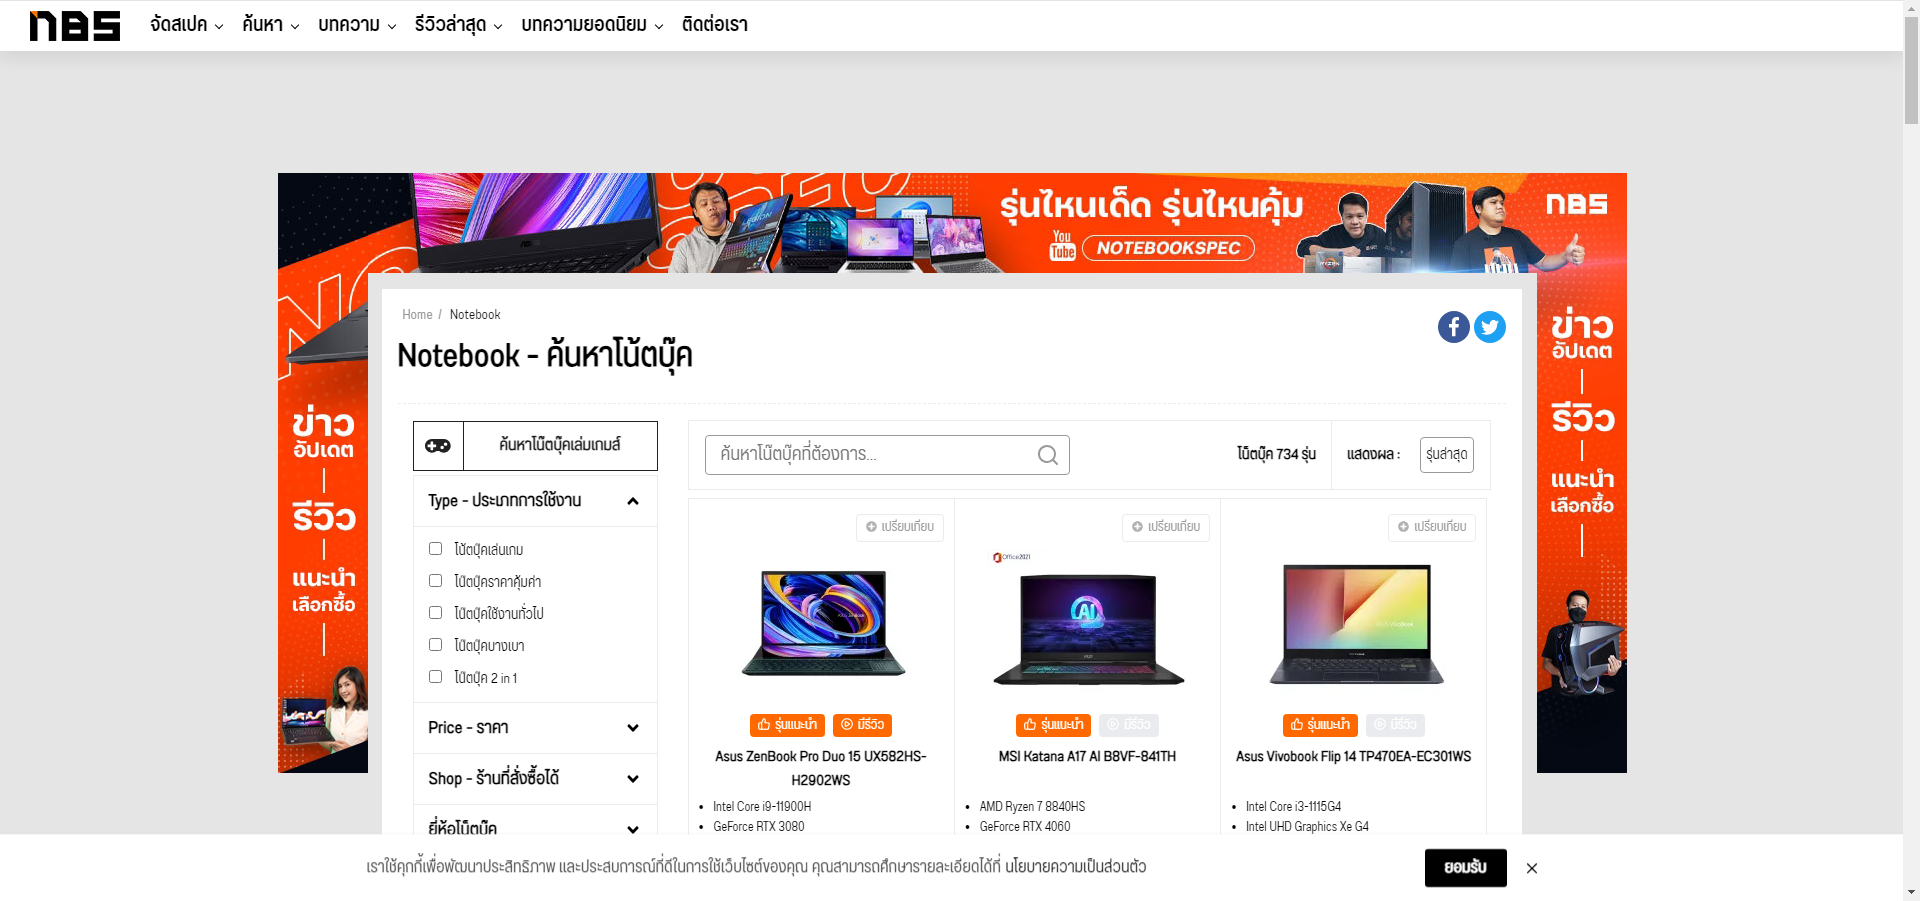 nBS
จัดสเปค
ค้นหา
บทความ
รีวิวล่าสุด
บทความยอดนิยม
ติดต่อเรา
รุ่นไหนเด็ด รุ่นไหนคุ้ม
You Tube NOTEBOOKSPEC
nBS
ข่าว
อัปเดต
รีวิว
แนะนำ
เลือกซื้อ
ข่าว
อัปเดต
รีวิว
แนะนำ
เลือกซื้อ
Home / Notebook
Notebook - ค้นหาโน้ตบุ๊ค
ค้นหาโน๊ตบุ๊คเล่มเกมส์
Type - ประเภทการใช้งาน
โน้ตบุ๊คเล่นเกม
โน้ตบุ๊คราคาคุ้มค่า
โน้ตบุ๊คใช้งานทั่วไป
โน้ตบุ๊คบางเบา
โน้ตบุ๊ค 2 in 1
Price - ราคา
Shop - ร้านที่สั่งซื้อได้
ยี่ห้อโน็ตบุ๊ค
ค้นหาโน๊ตบุ๊คที่ต้องการ...
โน็ตบุ๊ค 734 รุ่น
แสดงผล :
รุ่นล่าสุด
เปรียบเทียบ
เปรียบเทียบ
เปรียบเทียบ
Office2021
AI
รุ่นแนะนำ มีรีวิว
Asus ZenBook Pro Duo 15 UX582HS-
H2902WS
Intel Core i9-11900H
GeForce RTX 3080
รุ่นแนะนำ มีรีวิว
MSI Katana A17 AI B8VF-841TH
AMD Ryzen 7 8840HS
GeForce RTX 4060
รุ่นแนะนำ มีรีวิว
Asus Vivobook Flip 14 TP470EA-EC301WS
Intel Core i3-1115G4
Intel UHD Graphics Xe G4
เราใช้คุกกี้เพื่อพัฒนาประสิทธิภาพ และประสบการณ์ที่ดีในการใช้เว็บไซต์ของคุณ คุณสามารถศึกษารายละเอียดได้ที่ นโยบายความเป็นส่วนตัว
ยอมรับ